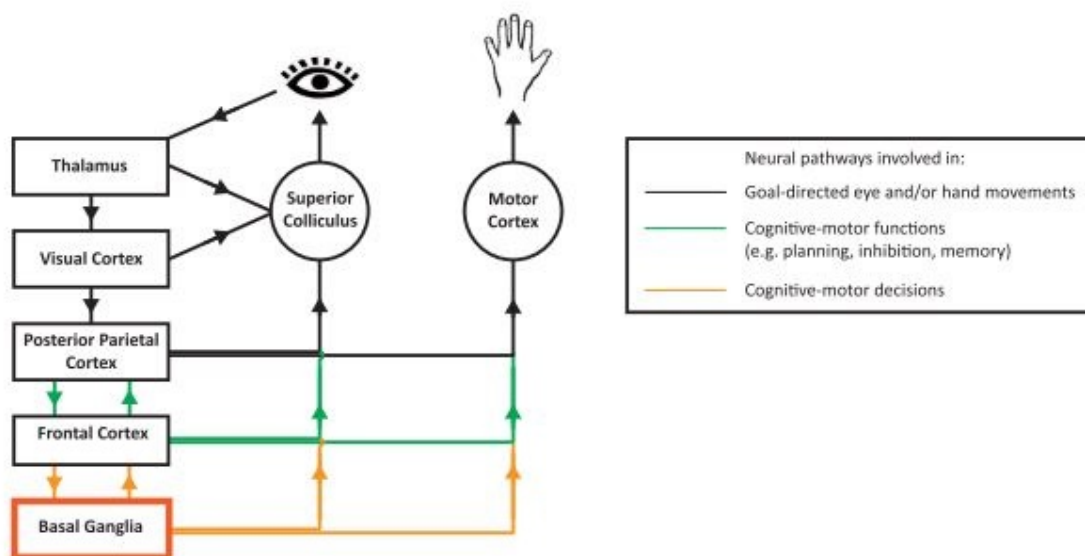 Thalamus
Visual Cortex
Posterior Parietal
Cortex
Frontal Cortex
Basal Ganglia
Superior
Colliculus
Motor
Cortex
Neural pathways involved in:
Goal-directed eye and/or hand movements
Cognitive-motor functions
(e.g. planning, inhibition, memory)
Cognitive-motor decisions